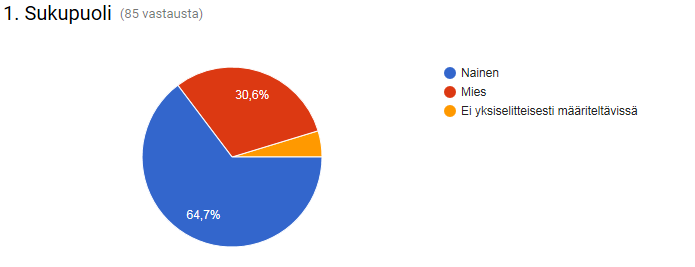 1. Sukupuoli (85 vastausta)
Nainen
Mies
Ei yksiselitteisesti määriteltävissä
30,6%
64,7%